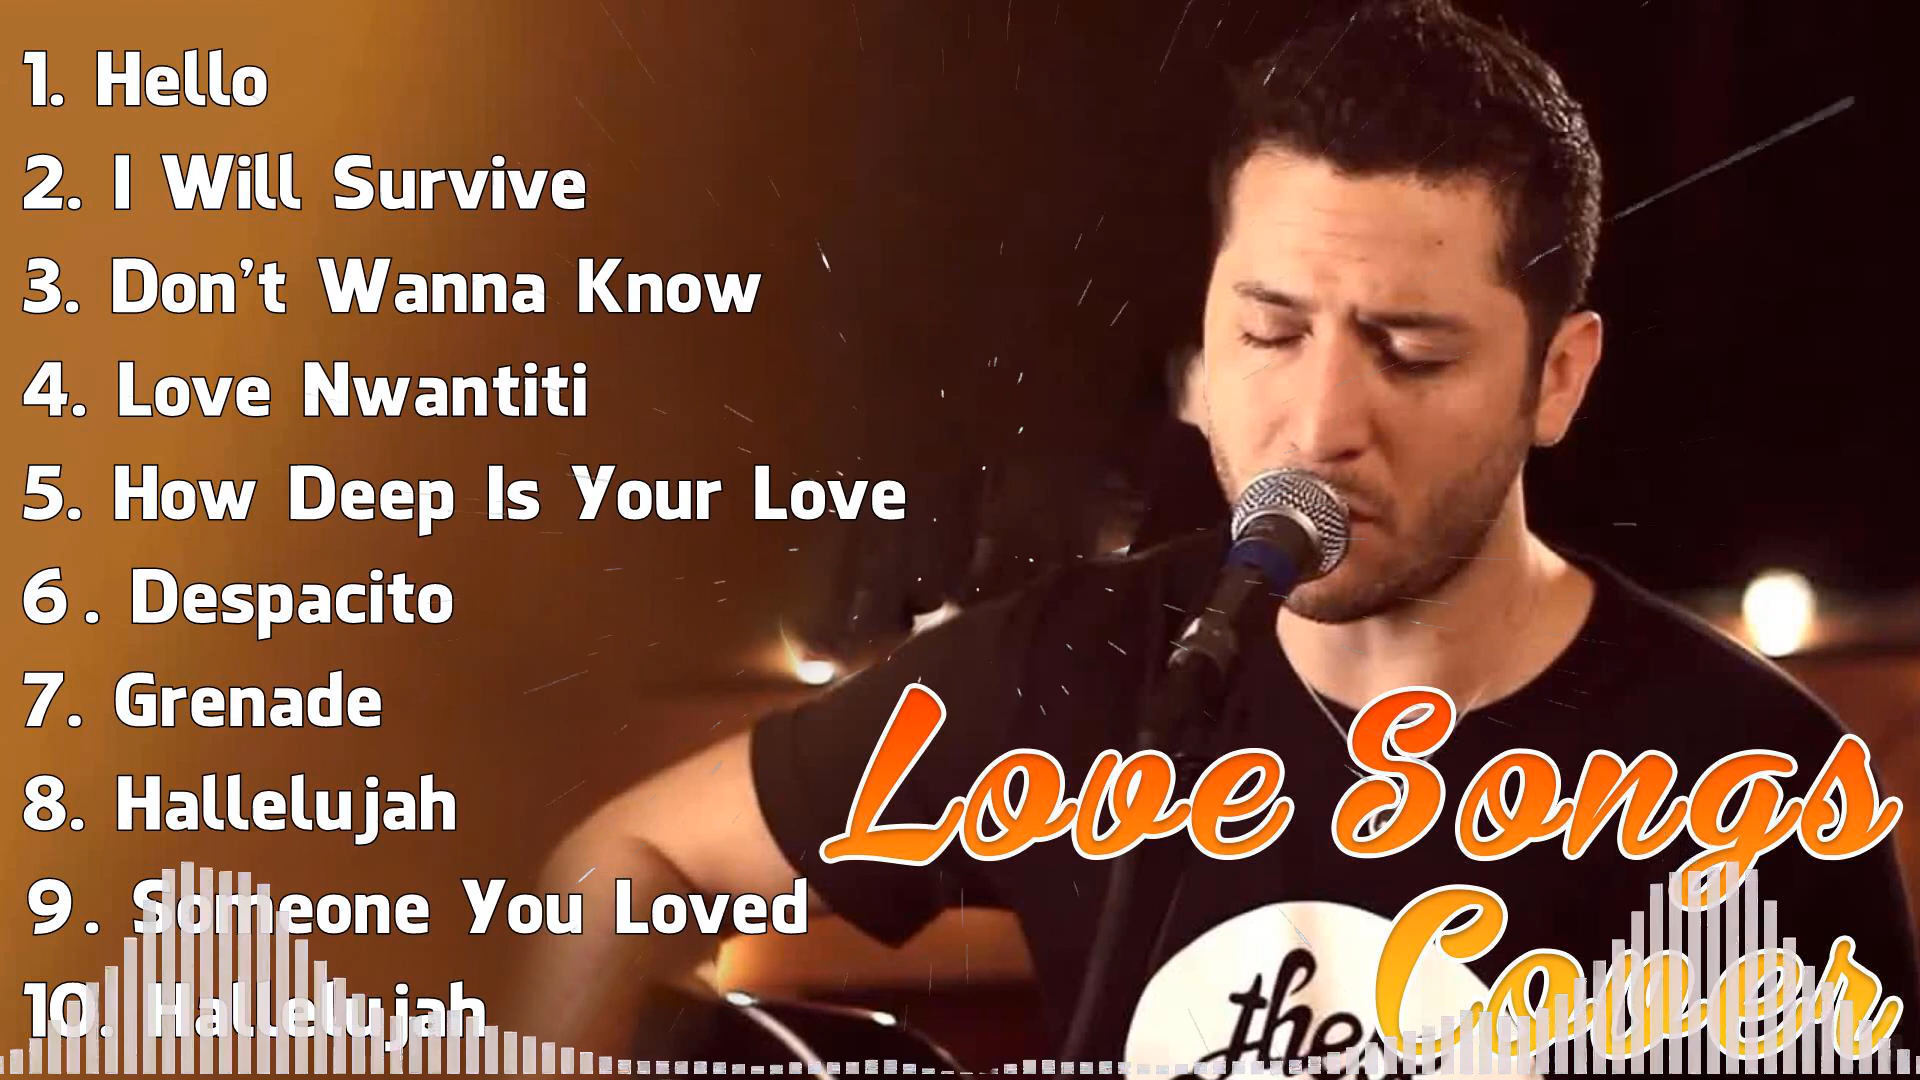 1. Hello
2. I Will Survive
3. Don't Wanna Know
4. Love Nwantiti
5. How Deep Is Your Love
6. Despacito
7. Grenade
8. Hallelujah
9. Someone You Loved
10. Hallelujah
Love Songs
Cover
the